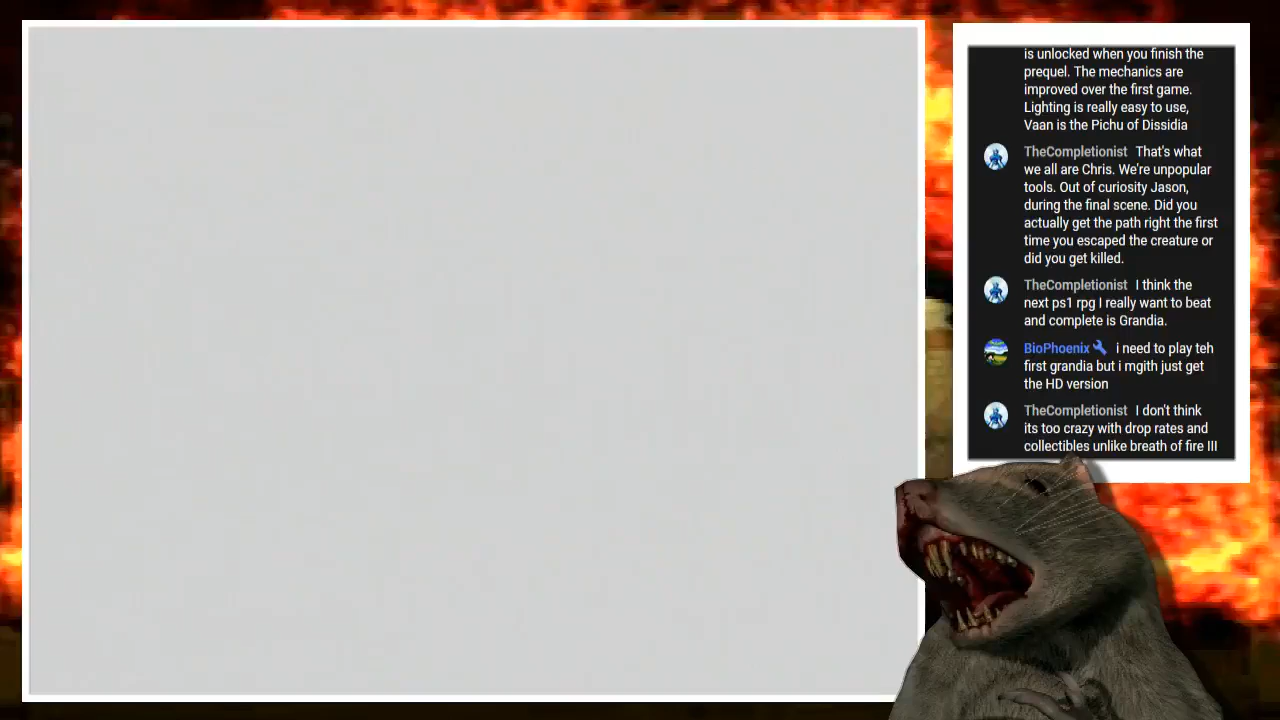 is unlocked when you finish the
prequel. The mechanics are
improved over the first game.
Lighting is really easy to use,
Vaan is the Pichu of Dissidia
TheCompletionist That's what
we all are Chris. We're unpopular
tools. Out of curiosity Jason,
during the final scene. Did you
actually get the path right the first
time you escaped the creature or
did you get killed.
TheCompletionist I think the
next ps1 rpg I really want to beat
and complete is Grandia.
BioPhoenix i need to play teh
first grandia but i mgith just get
the HD version
TheCompletionist I don't think
its too crazy with drop rates and
collectibles unlike breath of fire III